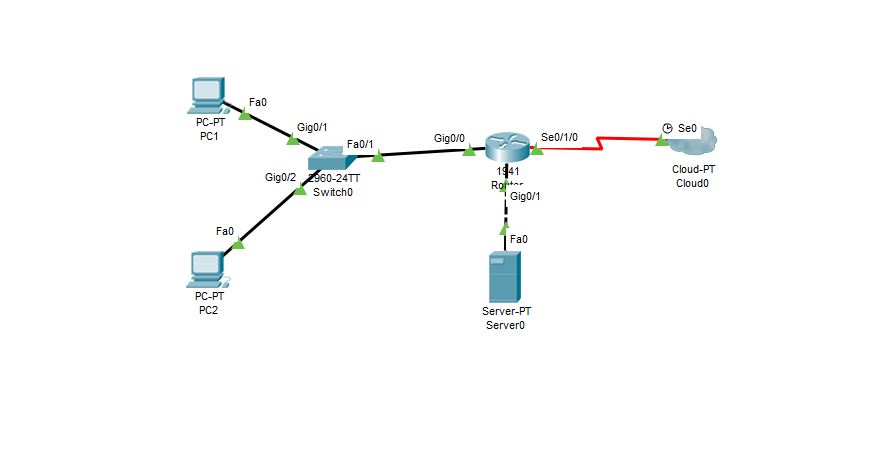 Fa0
PC-PT
PC1
Gig0/1
Fa0/1
Gig0/0
Se0/1/0
Se0
Cloud-PT
Cloud0
1941
Gig0/2
2960-24TT
Switch0
Gig0/1
Fa0
PC-PT
PC2
Fa0
Server-PT
Server0